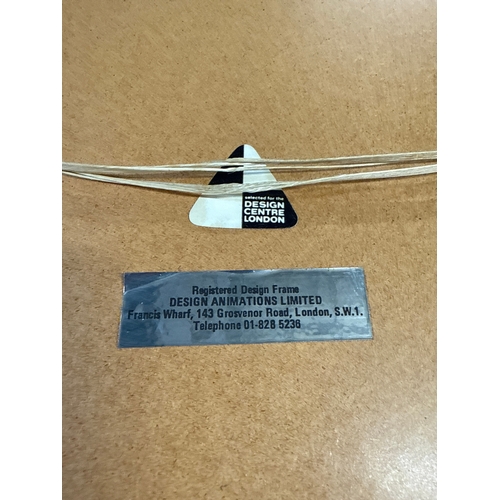 selected for the
DESIGN
CENTRE
LONDON
Registered Design Frame
DESIGN ANIMATIONS LIMITED
Francis Wharf, 143 Grosvenor Road, London, S.W.1.
Telephone 01-828 5236